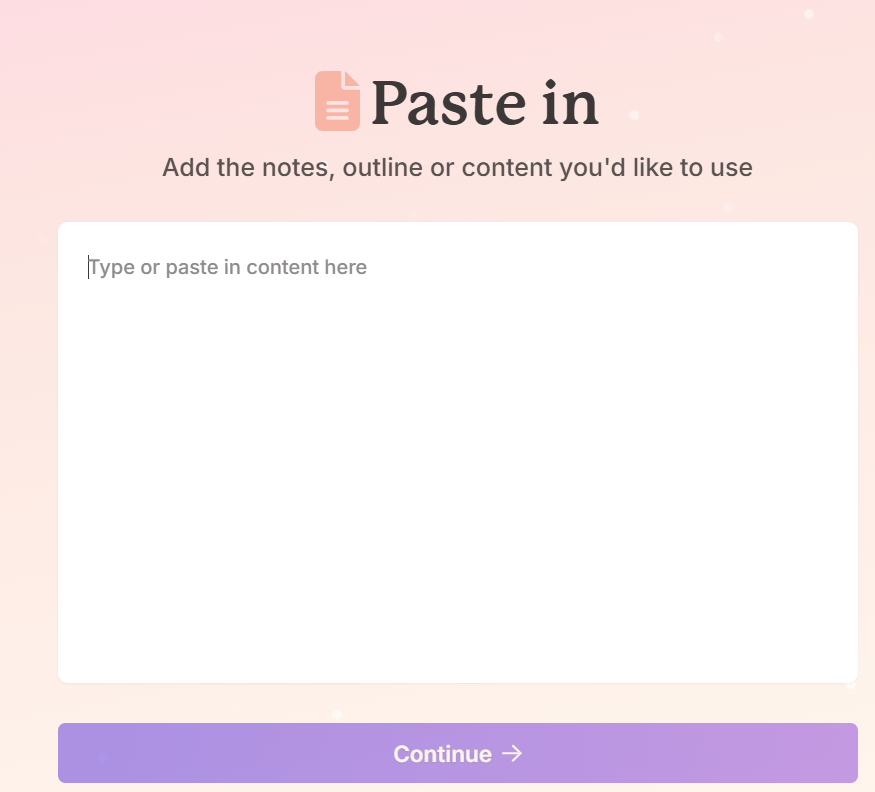 Paste in
Add the notes, outline or content you'd like to use
Type or paste in content here
Continue →